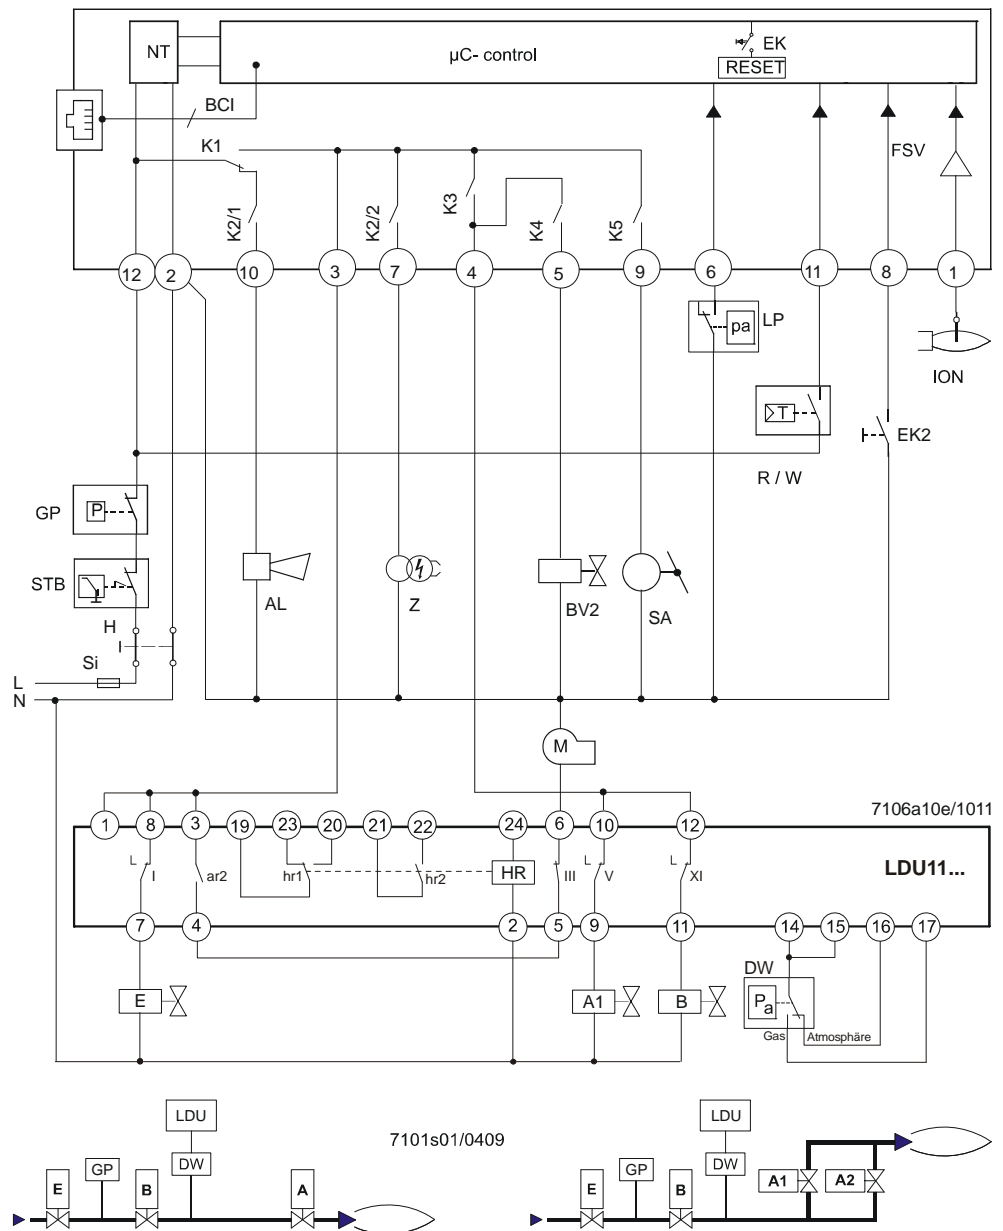 NT
µC- control
EK
RESET
BCI
K1
FSV
K2/1
K2/2
K3
K4
K5
12 2 10 3 7 4 5 9 6 11 8 1
pa
LP
ION
T
EK2
R / W
GP
P
STB
AL
Z
BV2
SA
H
Si
L
N
M
7106a10e/1011
1 8 3 19 23 20 21 22 24 6 10 12
LDU11...
L
I
ar2
hr1
hr2
HR
III
L
V
L
XI
7 4 2 5 9 11 14 15 16 17
DW
E
A1
B
Pa
Gas
Atmosphäre
LDU
7101s01/0409
LDU
E
GP
B
DW
A
E
GP
B
DW
A1
A2